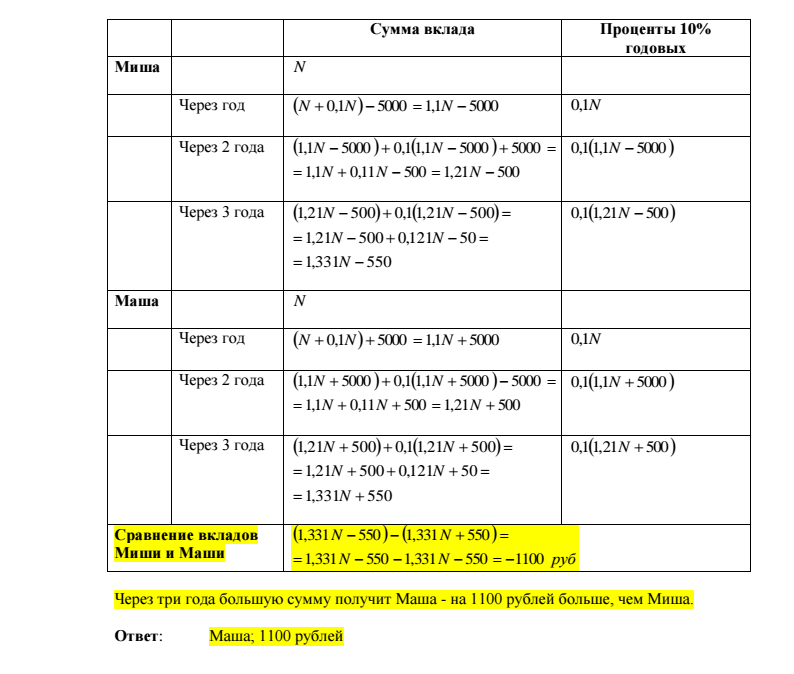 Сумма вклада Проценты 10%
годовых
Миша N
Через год (N + 0,1N) − 5000 = 1,1N − 5000 0,1N
Через 2 года (1,1N − 5000) + 0,1(1,1N − 5000) + 5000 = 0,1(1,1N − 5000)
= 1,1N + 0,11N − 500 = 1,21N − 500
Через 3 года (1,21N − 500) + 0,1(1,21N − 500) = 0,1(1,21N − 500)
= 1,21N − 500 + 0,121N − 50 =
= 1,331N − 550
Маша N
Через год (N + 0,1N) + 5000 = 1,1N + 5000 0,1N
Через 2 года (1,1N + 5000) + 0,1(1,1N + 5000) − 5000 = 0,1(1,1N + 5000)
= 1,1N + 0,11N + 500 = 1,21N + 500
Через 3 года (1,21N + 500) + 0,1(1,21N + 500) = 0,1(1,21N + 500)
= 1,21N + 500 + 0,121N + 50 =
= 1,331N + 550
Сравнение вкладов (1,331N − 550) − (1,331N + 550) =
Миши и Маши = 1,331N − 550 − 1,331N − 550 = −1100 руб
Через три года большую сумму получит Маша - на 1100 рублей больше, чем Миша.
Ответ: Маша; 1100 рублей